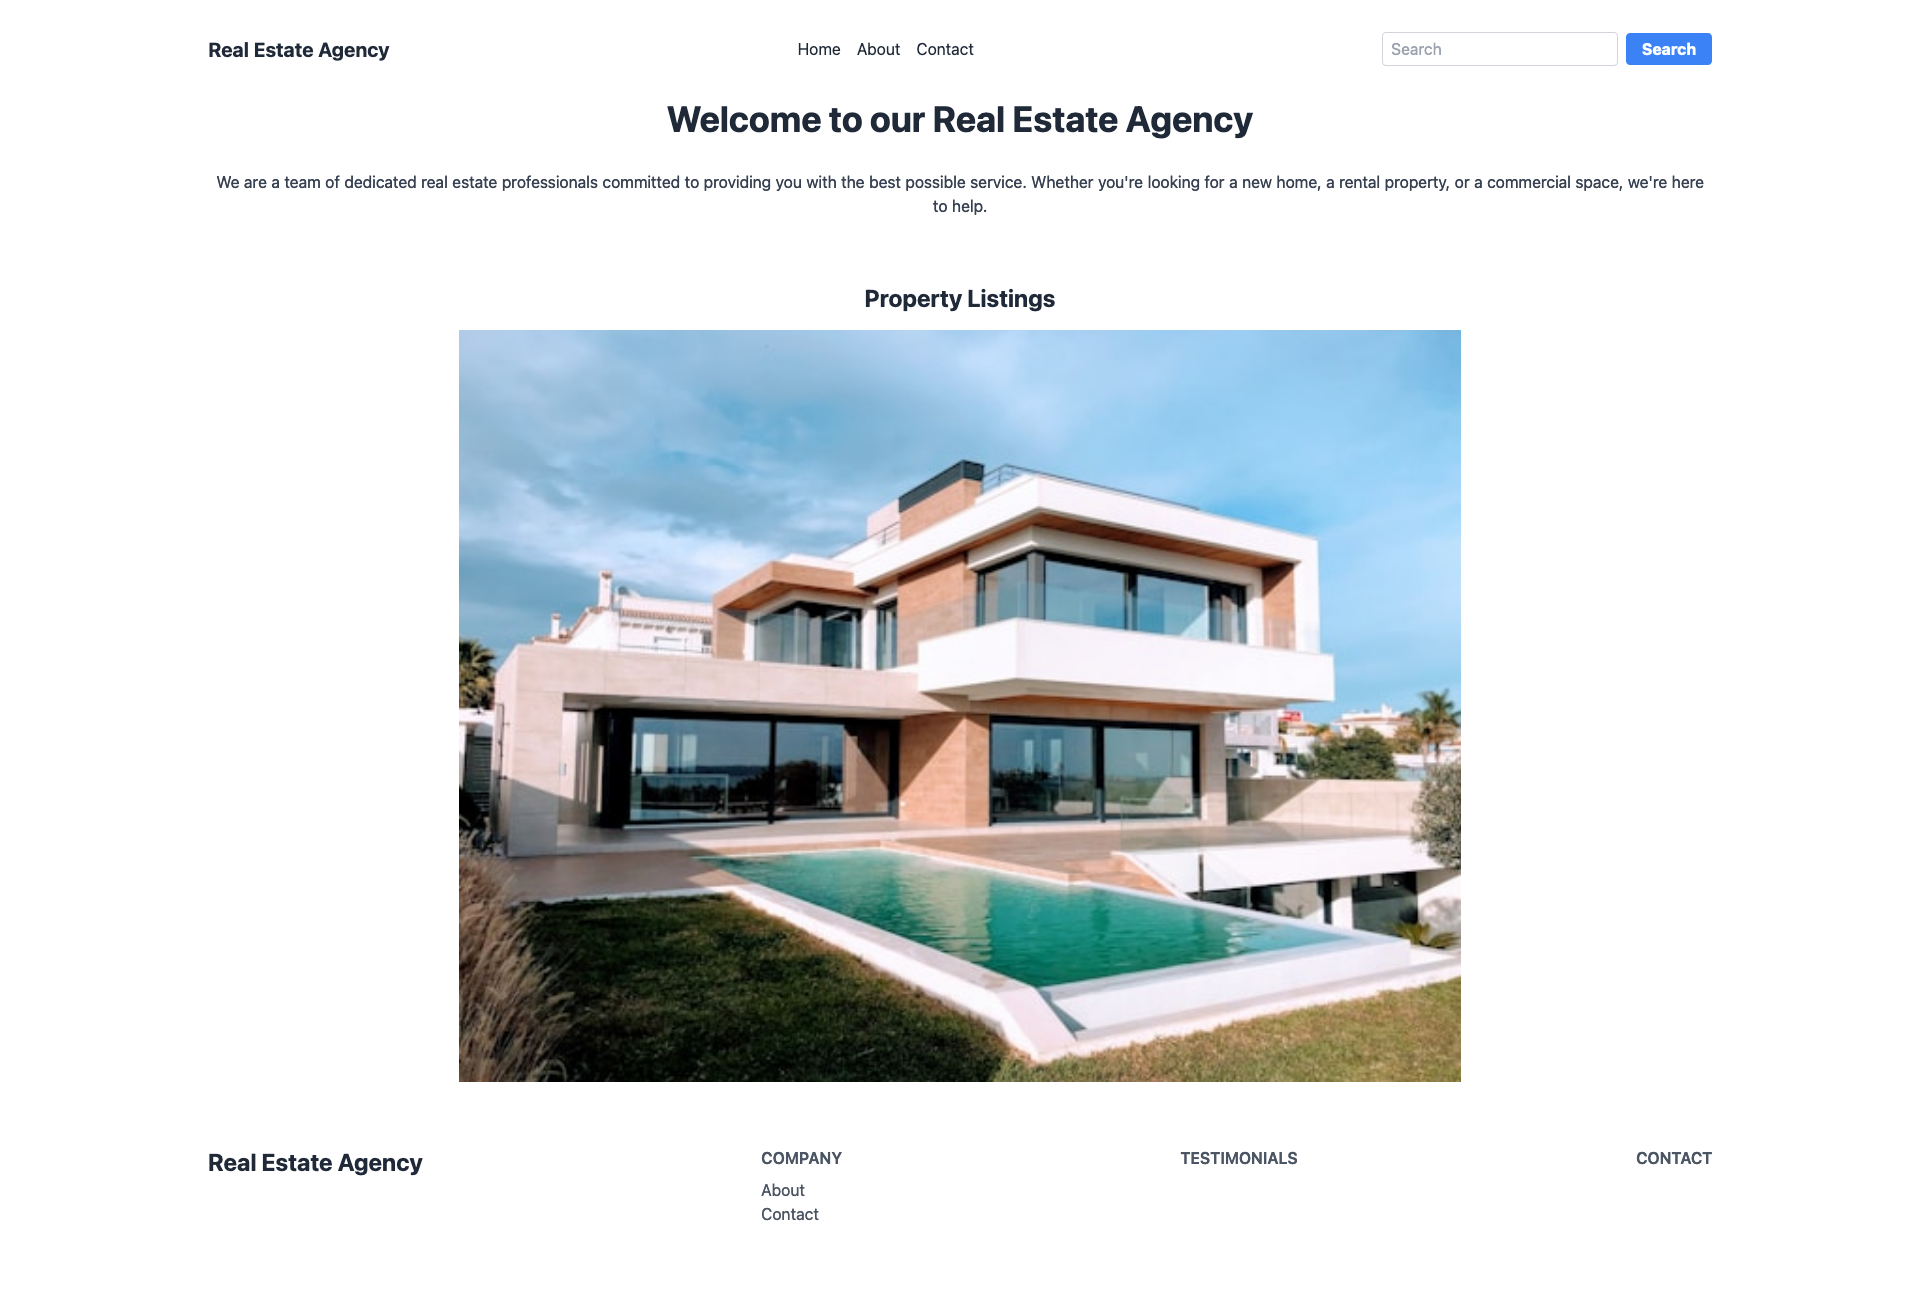 Real Estate Agency
Home About Contact
Search
Search
Welcome to our Real Estate Agency
We are a team of dedicated real estate professionals committed to providing you with the best possible service. Whether you're looking for a new home, a rental property, or a commercial space, we're here
to help.
Property Listings
Real Estate Agency
COMPANY
About
Contact
TESTIMONIALS
CONTACT